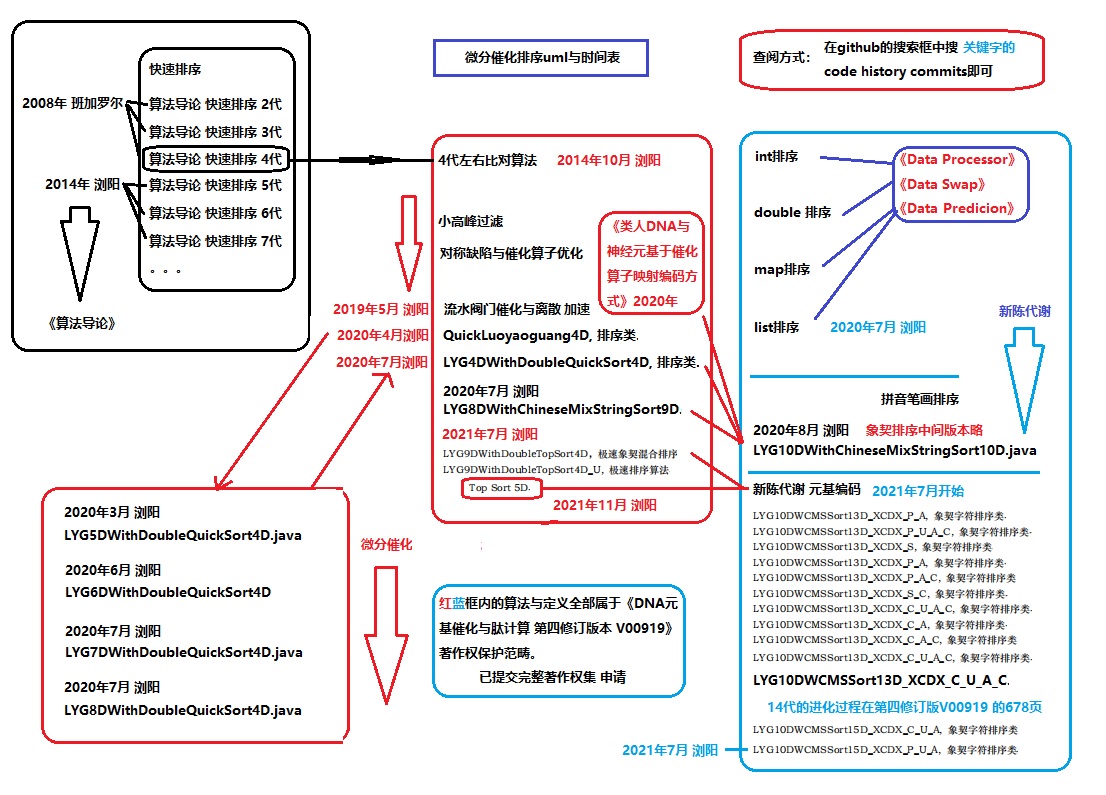 微分催化排序uml与时间表
查阅方式:
在github的搜索框中搜 关键字的
code history commits即可
快速排序
2008年 班加罗尔
算法导论 快速排序 2代
算法导论 快速排序 3代
算法导论 快速排序 4代
2014年 浏阳
算法导论 快速排序 5代
算法导论 快速排序 6代
算法导论 快速排序 7代
。。。
《算法导论》
4代左右比对算法 2014年10月 浏阳
小高峰过滤
对称缺陷与催化算子优化
《类人DNA与
神经元基于催化
算子映射编码方
式》2020年
2019年5月 浏阳
流水阀门催化与离散 加速
2020年4月浏阳
QuickLuoyaoguang4D, 排序类.
2020年7月浏阳
LYG4DWithDoubleQuickSort4D, 排序类.
2020年7月 浏阳
LYG8DWithChineseMixStringSort9D.
2021年7月 浏阳
LYG9DWithDoubleTopSort4D, 极速象契混合排序
LYG9DWithDoubleTopSort4D_U, 极速排序算法
Top Sort 5D.
2021年11月 浏阳
2020年3月 浏阳
LYG5DWithDoubleQuickSort4D.java
2020年6月 浏阳
LYG6DWithDoubleQuickSort4D
2020年7月 浏阳
LYG7DWithDoubleQuickSort4D.java
2020年7月 浏阳
LYG8DWithDoubleQuickSort4D.java
微分催化
;
红蓝框内的算法与定义全部属于《DNA元
基催化与肽计算 第四修订版本 V00919》
著作权保护范畴。
已提交完整著作权集 申请
int排序
《Data Processor》
《Data Swap》
double 排序
《Data Predicion》
map排序
list排序
2020年7月 浏阳
新陈代谢
拼音笔画排序
2020年8月 浏阳 象契排序中间版本略
LYG10DWithChineseMixStringSort10D.java
新陈代谢 元基编码 2021年7月开始
LYG10DWCMSSort13D_XCDX_P_A, 象契字符排序类.
LYG10DWCMSSort13D_XCDX_P_U_A_C, 象契字符排序类.
LYG10DWCMSSort13D_XCDX_S, 象契字符排序类
LYG10DWCMSSort13D_XCDX_P_A, 象契字符排序类.
LYG10DWCMSSort13D_XCDX_P_A_C, 象契字符排序类
LYG10DWCMSSort13D_XCDX_S_C, 象契字符排序类
LYG10DWCMSSort13D_XCDX_C_U_A_C, 象契字符排序类
LYG10DWCMSSort13D_XCDX_C_A, 象契字符排序类.
LYG10DWCMSSort13D_XCDX_C_A_C, 象契字符排序类
LYG10DWCMSSort13D_XCDX_C_U_A_C, 象契字符排序类.
LYG10DWCMSSort13D_XCDX_C_U_A_C.
14代的进化过程在第四修订版V00919 的678页
LYG10DWCMSSort15D_XCDX_C_U_A, 象契字符排序类
2021年7月 浏阳
LYG10DWCMSSort15D_XCDX_P_U_A, 象契字符排序类.